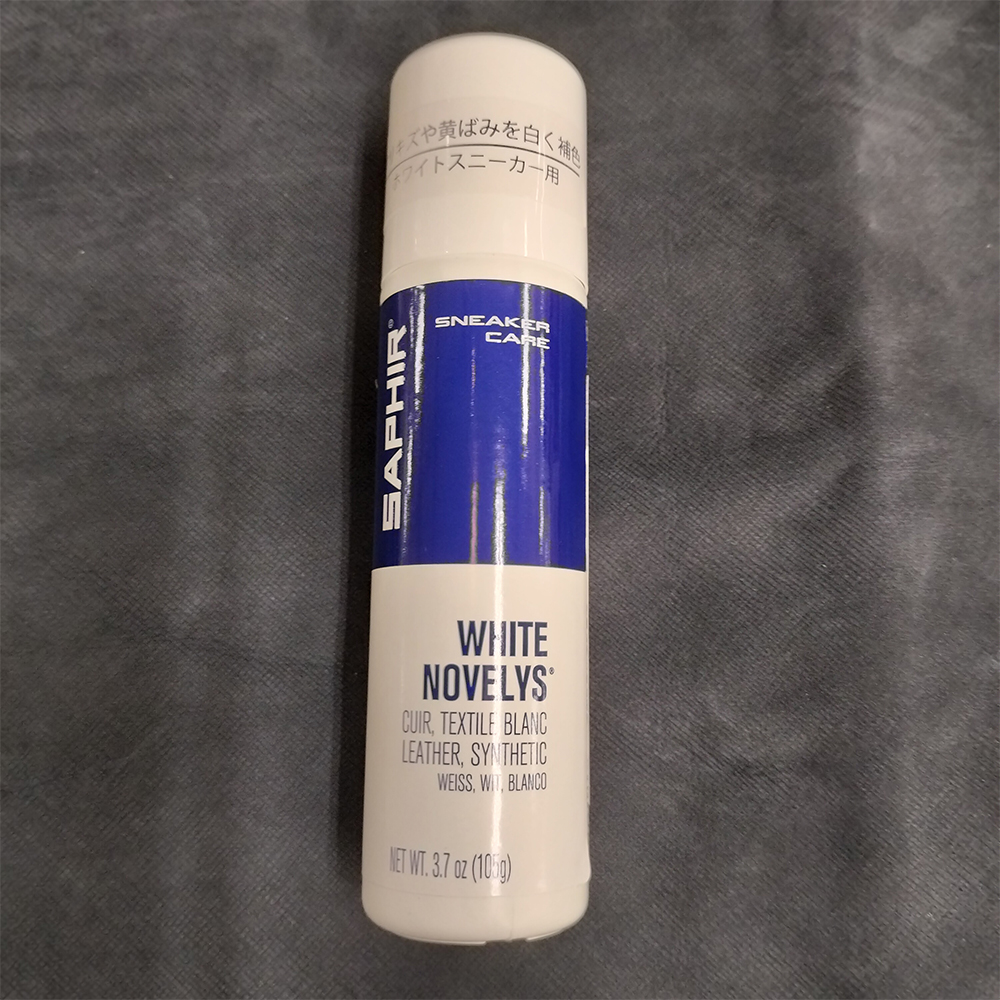 キズや黄ばみを白く補色
ホワイトスニーカー用
SAPHIR®
SNEAKER
CARE
WHITE
NOVELYS®
CUIR, TEXTILE BLANC
LEATHER, SYNTHETIC
WEISS, WIT, BLANCO
NET WT. 3.7 oz (105g)